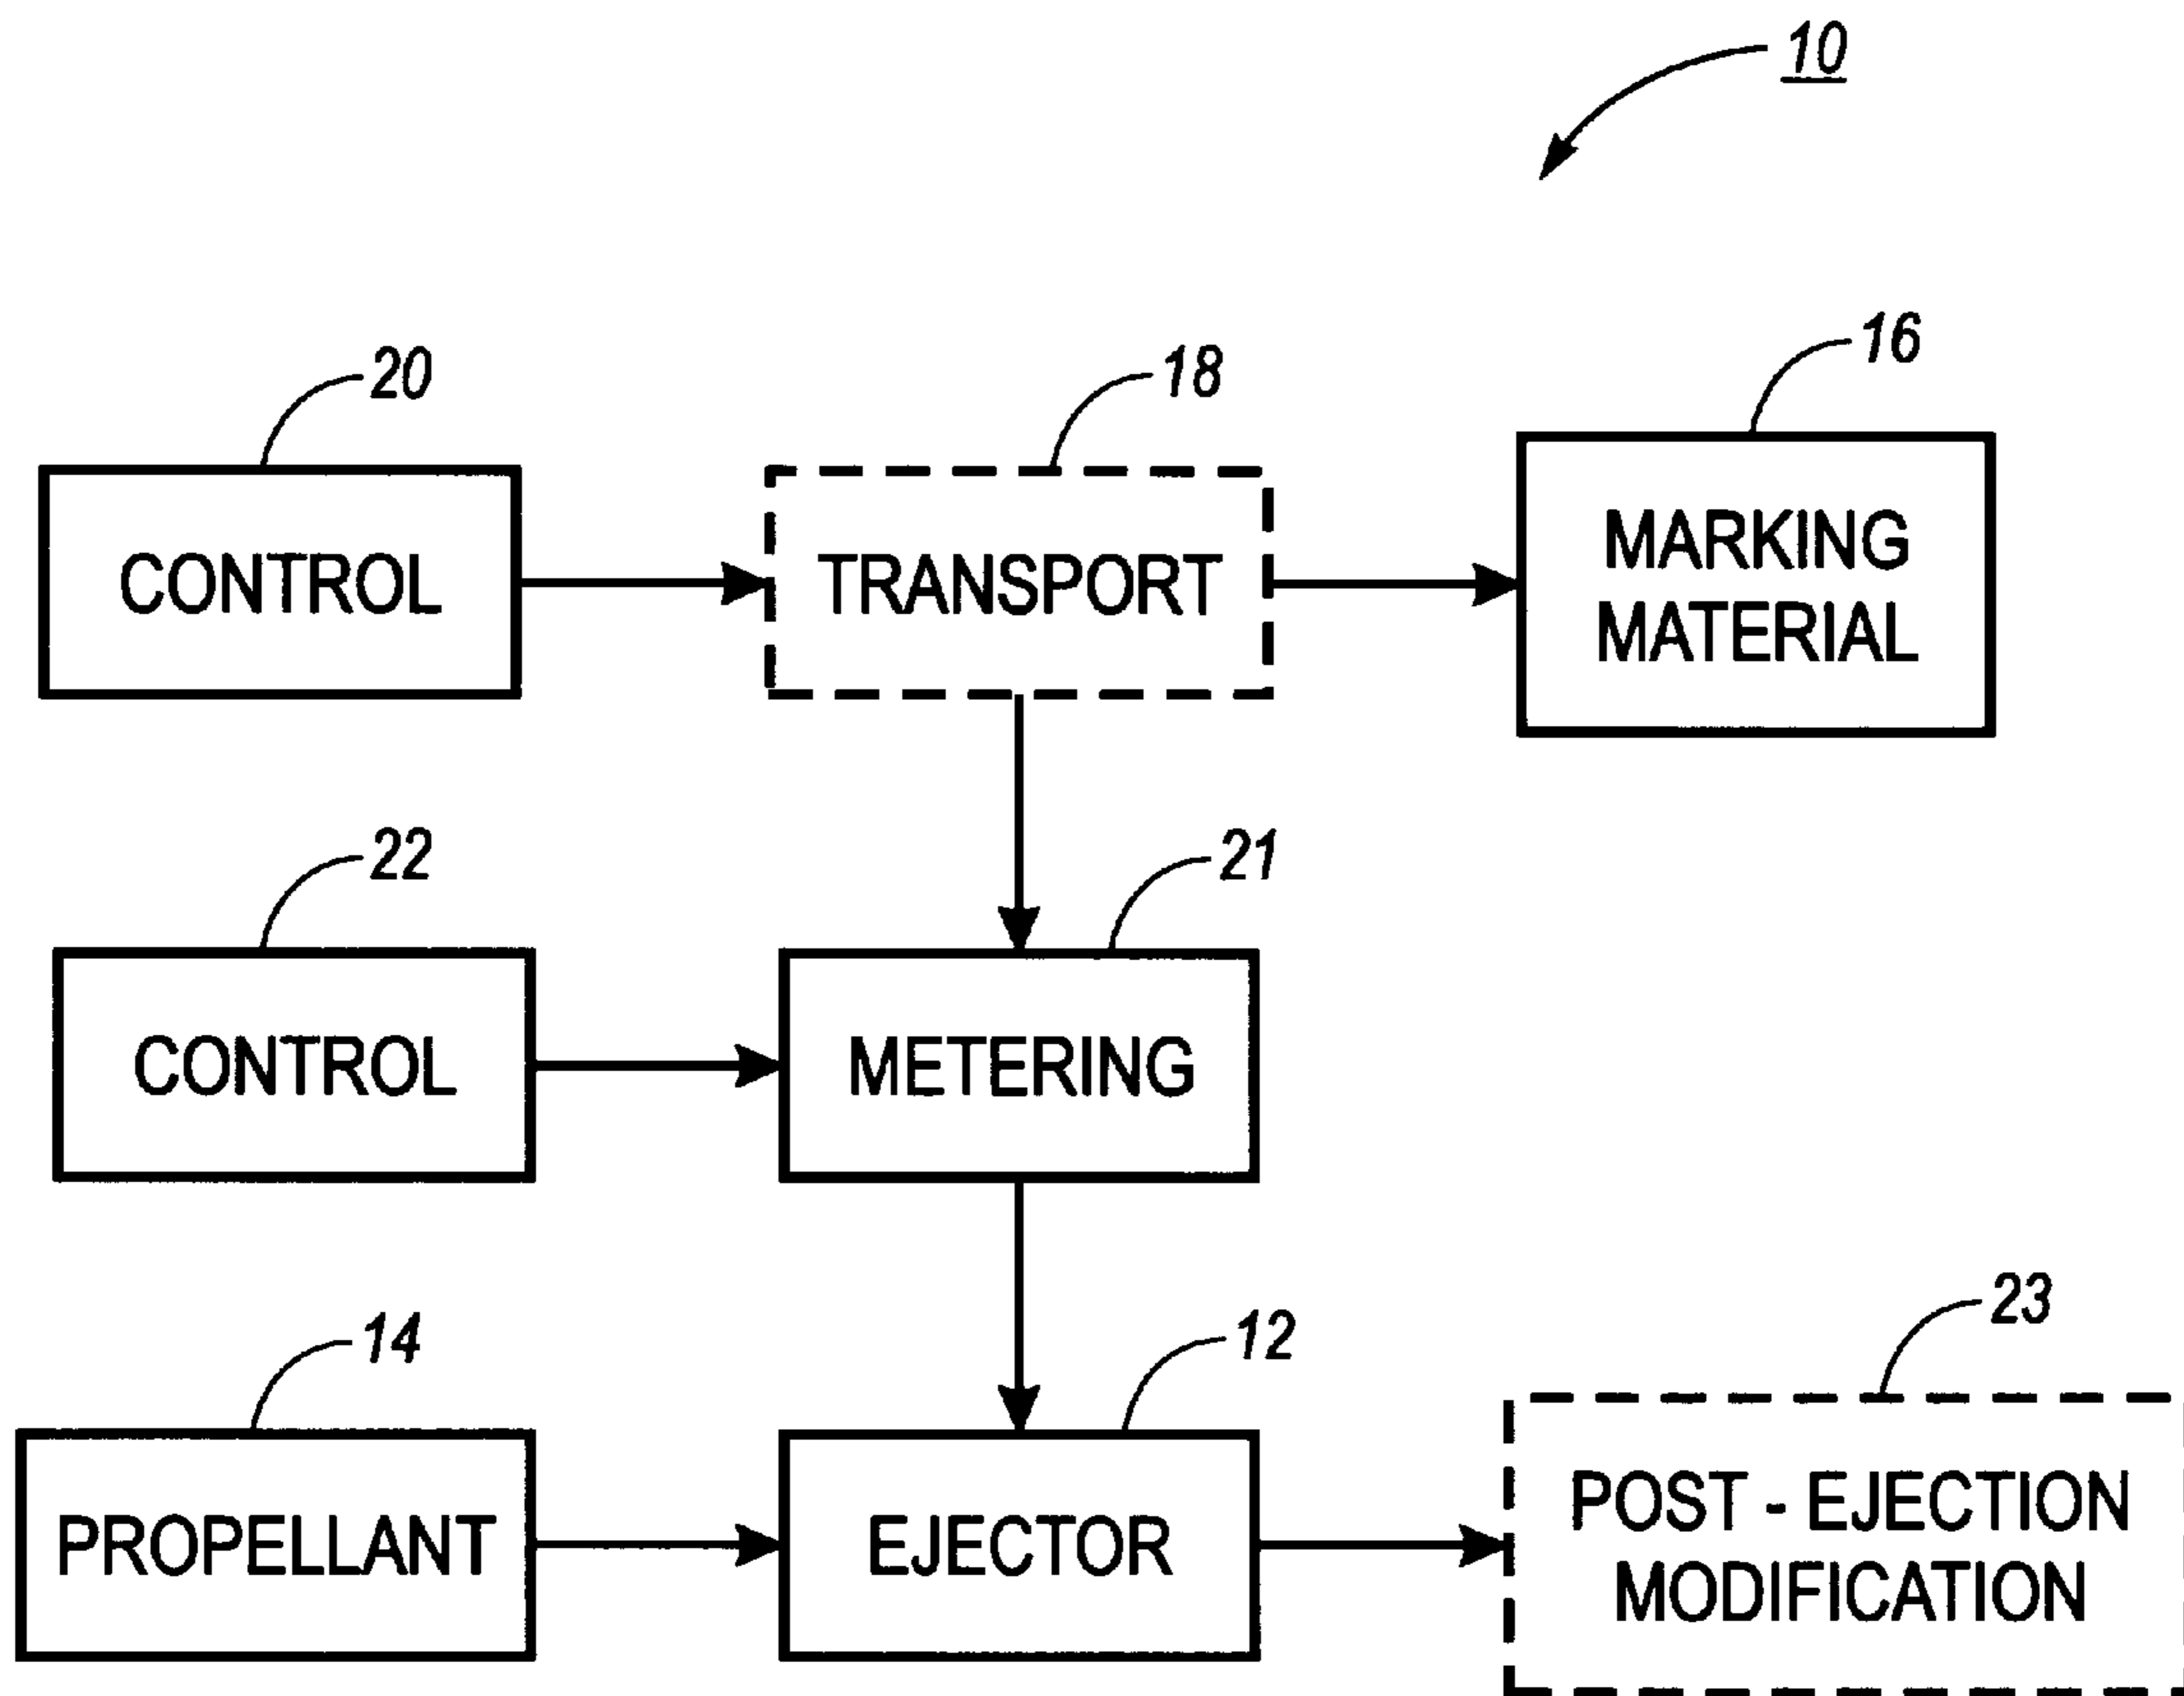 10
20
18
16
CONTROL
TRANSPORT
MARKING
MATERIAL
22
21
CONTROL
METERING
14
12
23
PROPELLANT
EJECTOR
POST - EJECTION
MODIFICATION